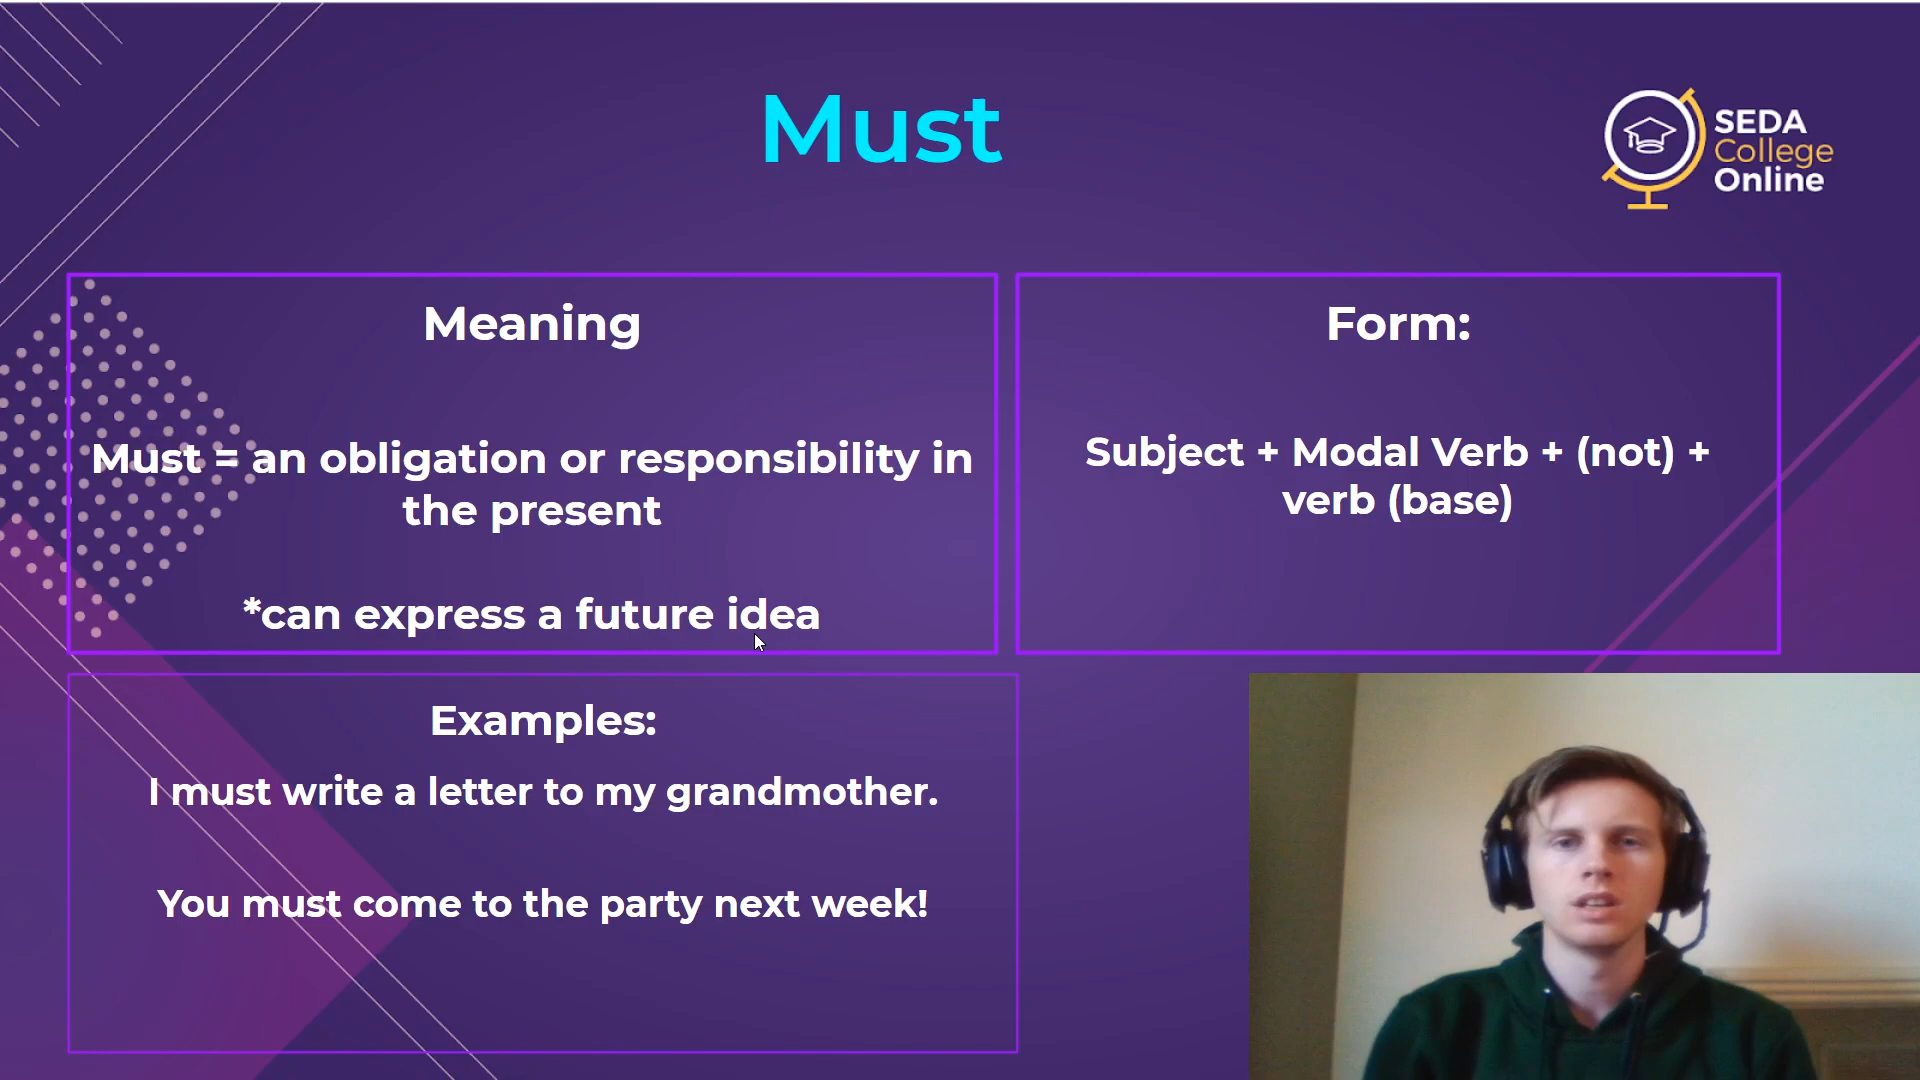 Must
SEDA
College
Online
Meaning
Must = an obligation or responsibility in
the present
*can express a future idea
Form:
Subject + Modal Verb + (not) +
verb (base)
Examples:
I must write a letter to my grandmother.
You must come to the party next week!